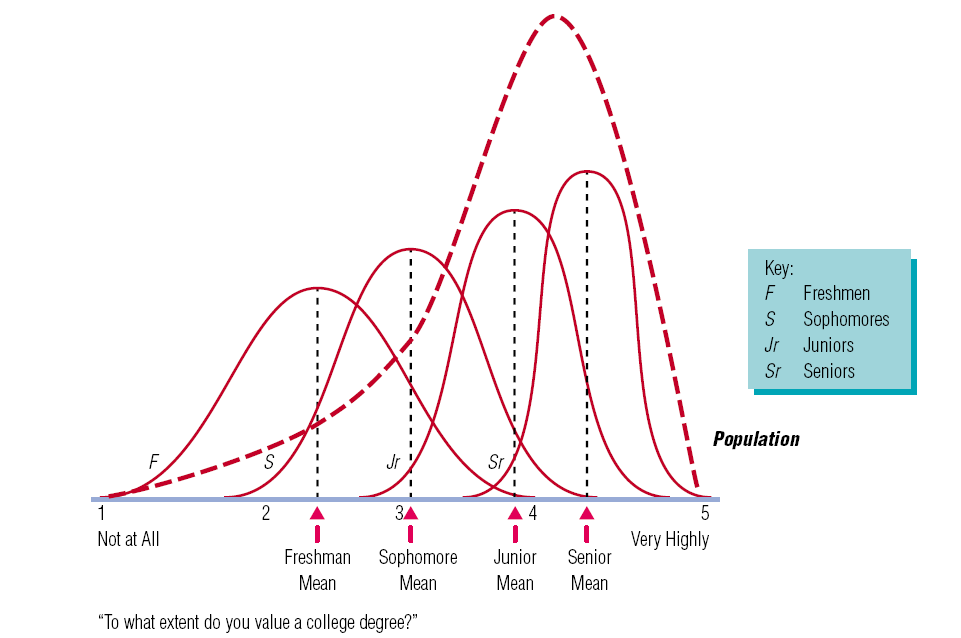 Key:
F Freshmen
S Sophomores
Jr Juniors
Sr Seniors
Population
F S Jr Sr
1 2 3 4 5
Not at All Very Highly
Freshman Sophomore Junior Senior
Mean Mean Mean Mean
“To what extent do you value a college degree?”